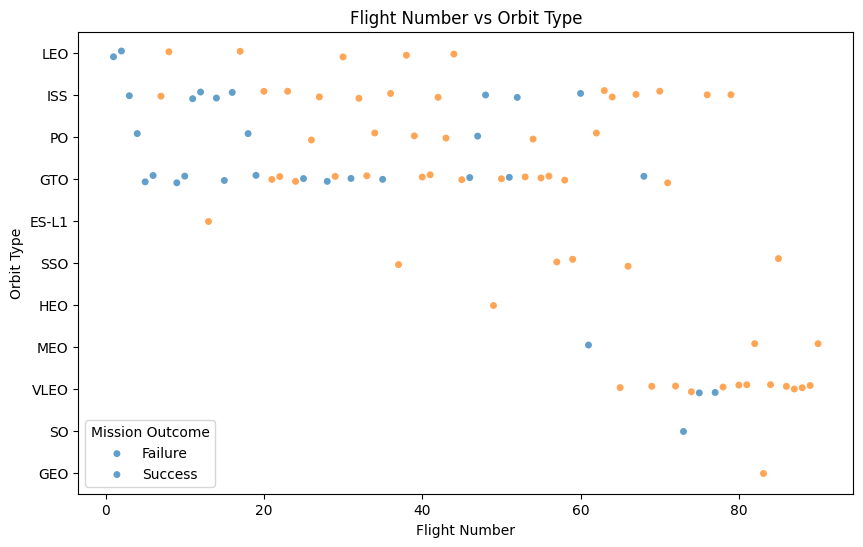 Flight Number vs Orbit Type
Orbit Type
LEO
ISS
PO
GTO
ES-L1
SSO
HEO
MEO
VLEO
SO
GEO
Mission Outcome
Failure
Success
0 20 40 60 80
Flight Number